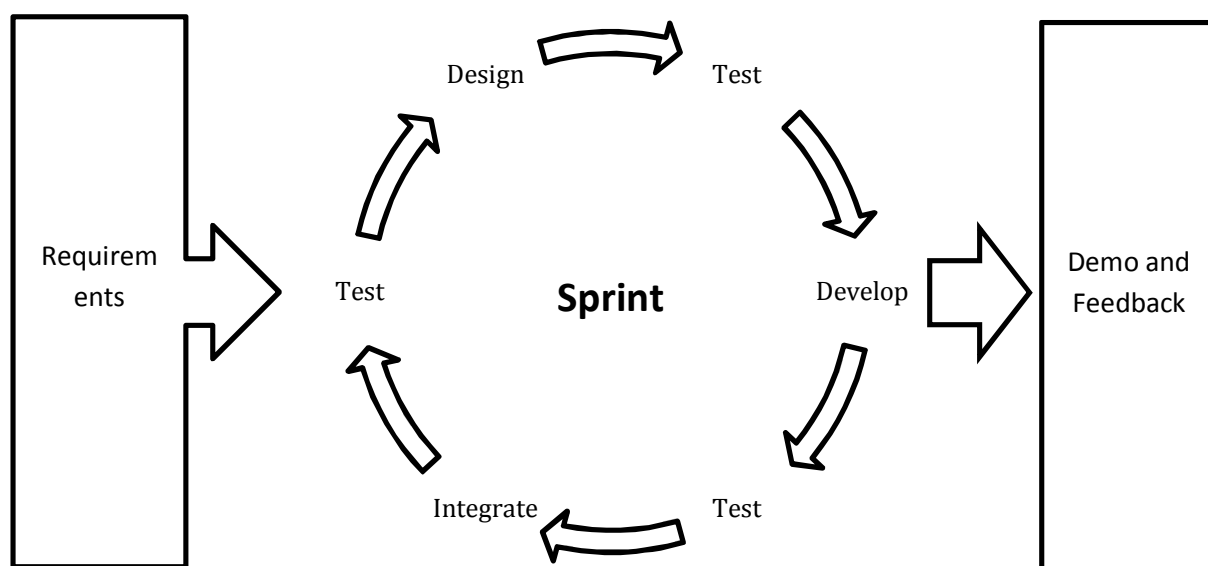 Design
Test
Requirem
ents
Test
Sprint
Develop
Demo and
Feedback
Integrate
Test